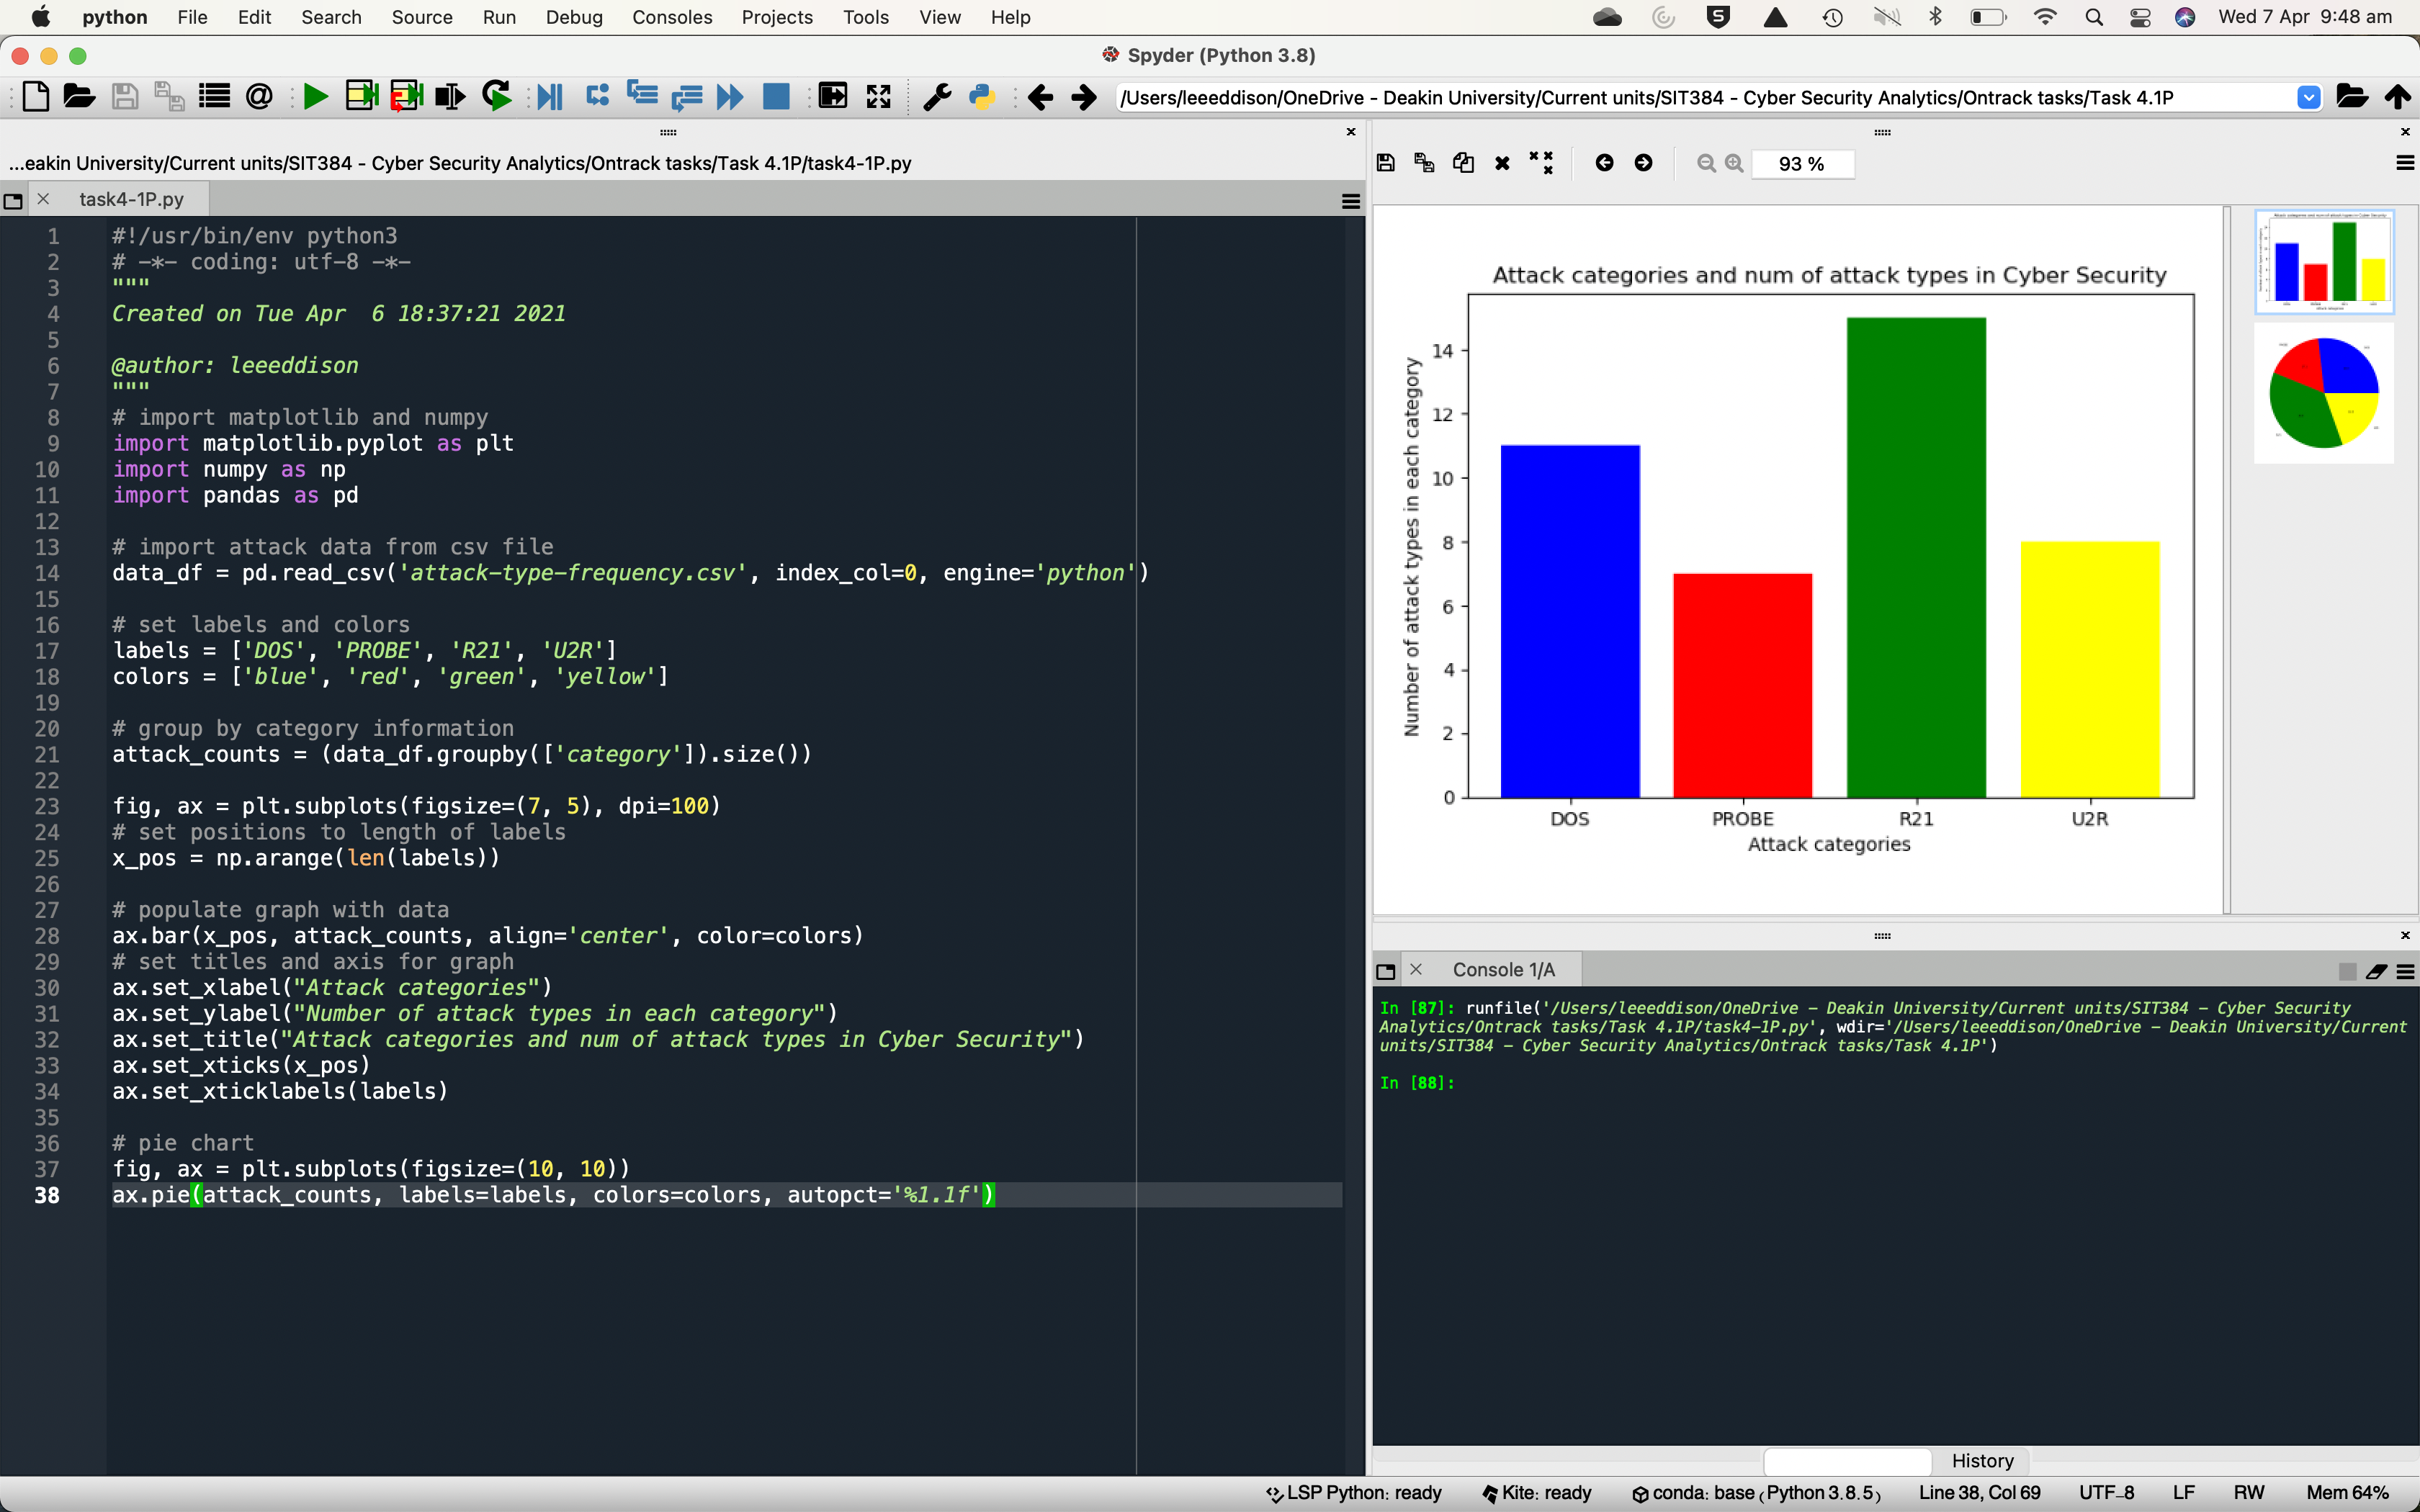 python File Edit Search Source Run Debug Consoles Projects Tools View Help Wed 7 Apr 9:48 am
Spyder (Python 3.8)
/Users/leeeddison/OneDrive - Deakin University/Current units/SIT384 - Cyber Security Analytics/Ontrack tasks/Task 4.1P
...eakin University/Current units/SIT384 - Cyber Security Analytics/Ontrack tasks/Task 4.1P/task4-1P.py
task4-1P.py
1 #!/usr/bin/env python3
2 # -*- coding: utf-8 -*-
3 """
4 Created on Tue Apr  6 18:37:21 2021
5
6 @author: leeeddison
7 """
8 # import matplotlib and numpy
9 import matplotlib.pyplot as plt
10 import numpy as np
11 import pandas as pd
12
13 # import attack data from csv file
14 data_df = pd.read_csv('attack-type-frequency.csv', index_col=0, engine='python')
15
16 # set labels and colors
17 labels = ['DOS', 'PROBE', 'R21', 'U2R']
18 colors = ['blue', 'red', 'green', 'yellow']
19
20 # group by category information
21 attack_counts = (data_df.groupby(['category']).size())
22
23 fig, ax = plt.subplots(figsize=(7, 5), dpi=100)
24 # set positions to length of labels
25 x_pos = np.arange(len(labels))
26
27 # populate graph with data
28 ax.bar(x_pos, attack_counts, align='center', color=colors)
29 # set titles and axis for graph
30 ax.set_xlabel("Attack categories")
31 ax.set_ylabel("Number of attack types in each category")
32 ax.set_title("Attack categories and num of attack types in Cyber Security")
33 ax.set_xticks(x_pos)
34 ax.set_xticklabels(labels)
35
36 # pie chart
37 fig, ax = plt.subplots(figsize=(10, 10))
38 ax.pie(attack_counts, labels=labels, colors=colors, autopct='%1.1f')
93 %
Attack categories and num of attack types in Cyber Security
Number of attack types in each category
14
12
10
8
6
4
2
0
DOS PROBE R21 U2R
Attack categories
Console 1/A
In [87]: runfile('/Users/leeeddison/OneDrive - Deakin University/Current units/SIT384 - Cyber Security
Analytics/Ontrack tasks/Task 4.1P/task4-1P.py', wdir='/Users/leeeddison/OneDrive - Deakin University/Current
units/SIT384 - Cyber Security Analytics/Ontrack tasks/Task 4.1P')
In [88]:
History
LSP Python: ready Kite: ready conda: base (Python 3.8.5) Line 38, Col 69 UTF-8 LF RW Mem 64%